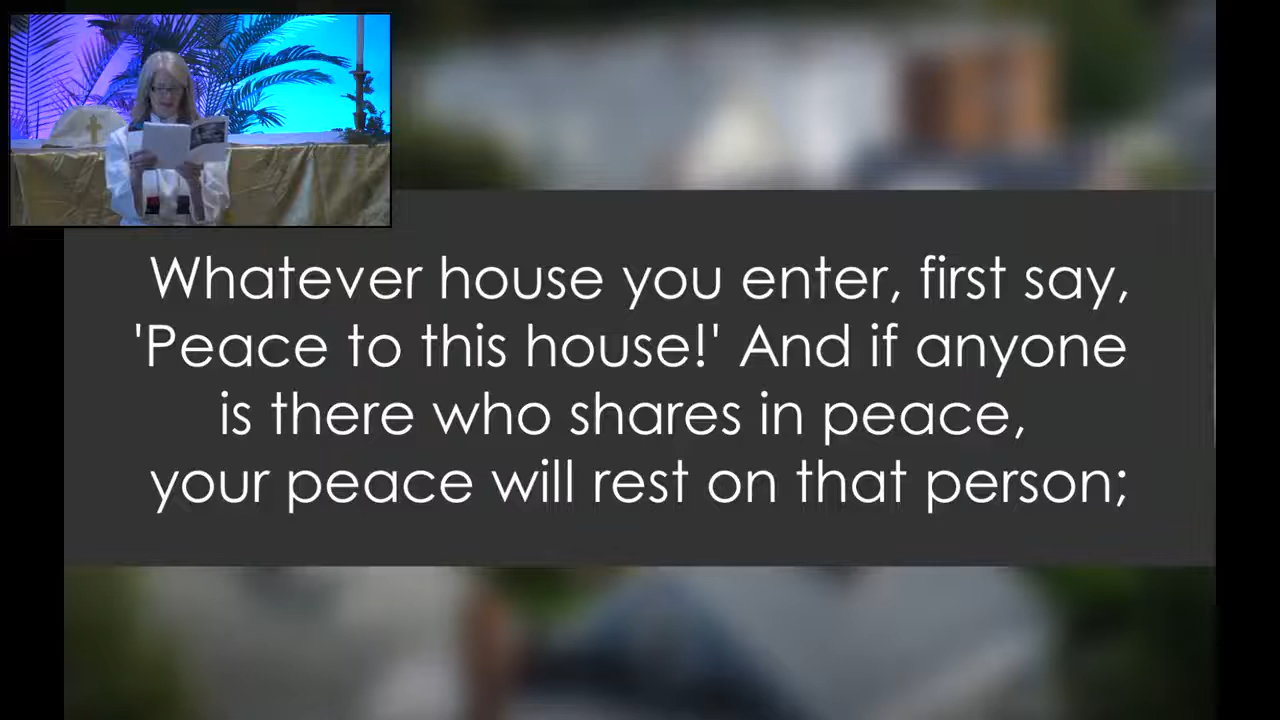 Whatever house you enter, first say,
'Peace to this house!' And if anyone
is there who shares in peace,
your peace will rest on that person;